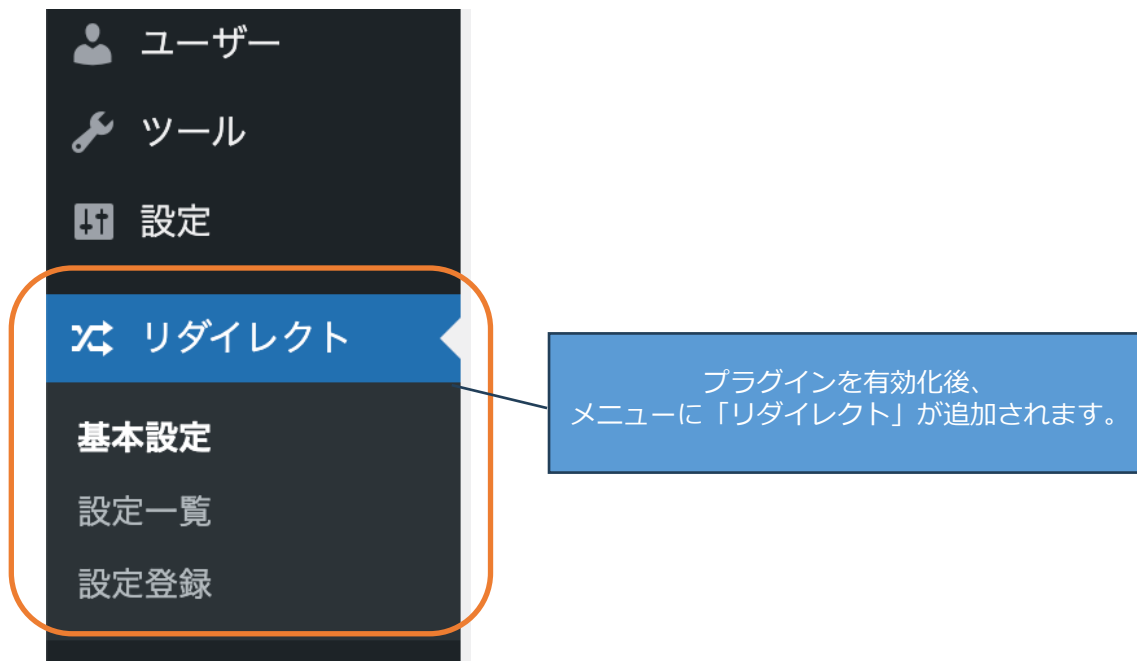 ユーザー
ツール
設定
リダイレクト
基本設定
設定一覧
設定登録
プラグインを有効化後、
メニューに「リダイレクト」が追加されます。